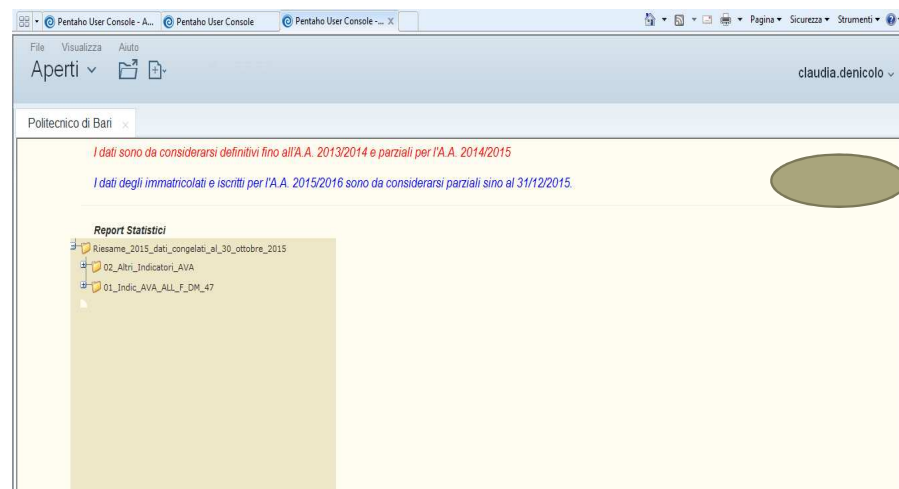 Pentaho User Console - A... Pentaho User Console Pentaho User Console -... X Pagina Sicurezza Strumenti
File Visualizza Aiuto
Aperti claudia.denicolo
Politecnico di Bari x
I dati sono da considerarsi definitivi fino all'A.A. 2013/2014 e parziali per l'A.A. 2014/2015
I dati degli immatricolati e iscritti per l'A.A. 2015/2016 sono da considerarsi parziali sino al 31/12/2015.
Report Statistici
Riesame_2015_dati_congelati_al_30_ottobre_2015
02_Altri_Indicatori_AVA
01_Indic_AVA_ALL_F_DM_47